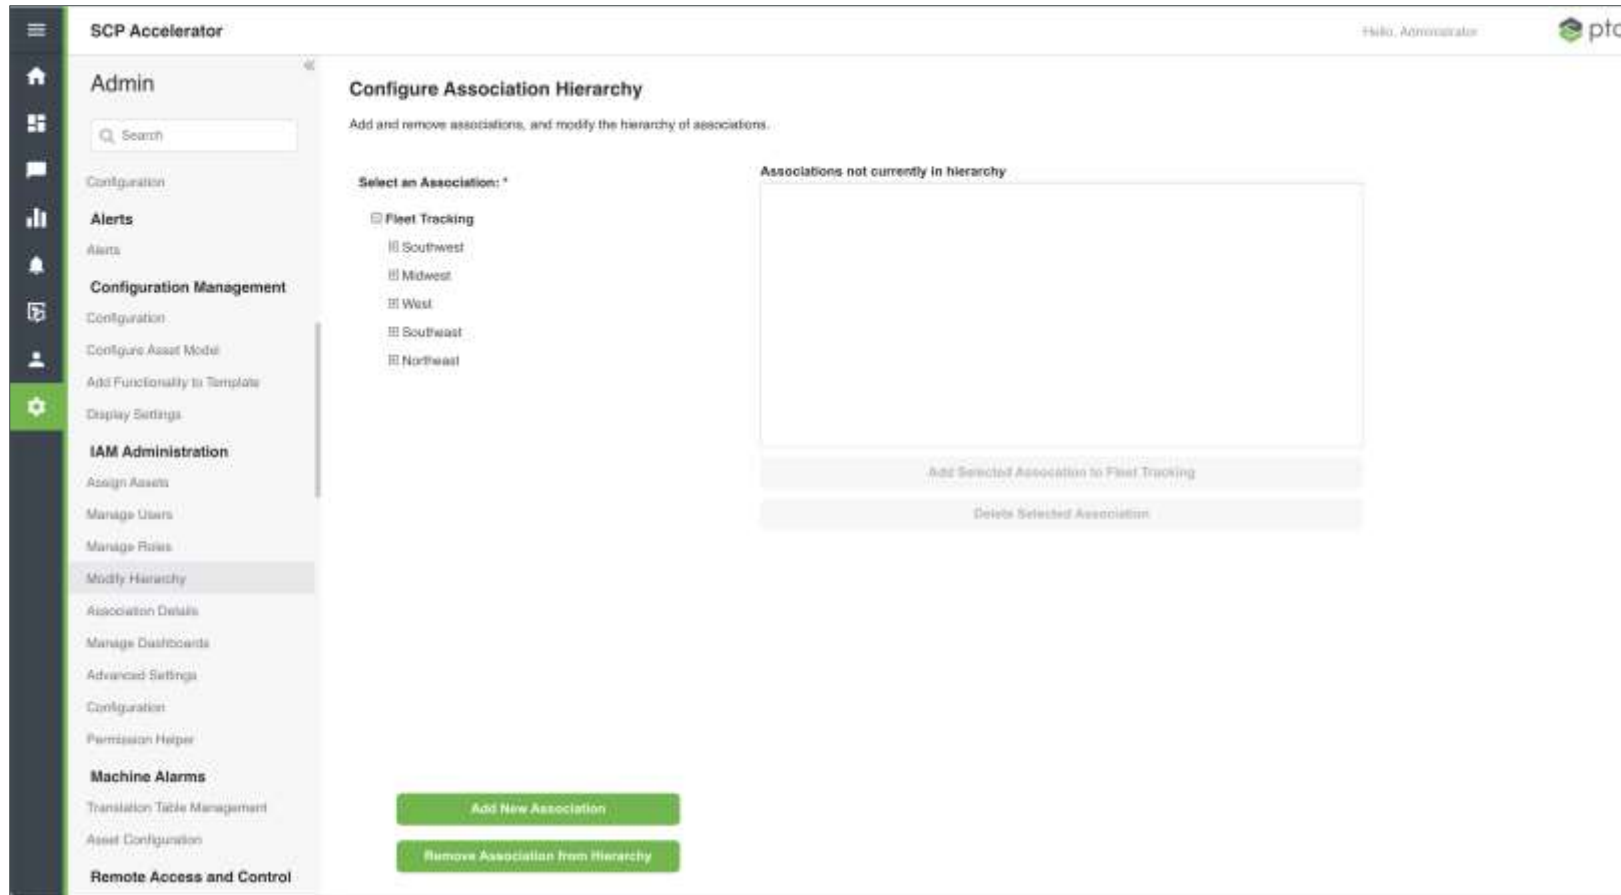 SCP Accelerator
Hello, Administrator
ptc
Admin
Search
Configuration
Alerts
Alerts
Configuration Management
Configuration
Configure Asset Model
Add Functionality to Template
Display Settings
IAM Administration
Assign Assets
Manage Users
Manage Roles
Modify Hierarchy
Association Details
Manage Dashboards
Advanced Settings
Configuration
Permission Helper
Machine Alarms
Translation Table Management
Asset Configuration
Remote Access and Control
Configure Association Hierarchy
Add and remove associations, and modify the hierarchy of associations.
Select an Association: *
Fleet Tracking
Southwest
Midwest
West
Southeast
Northeast
Add New Association
Remove Association from Hierarchy
Associations not currently in hierarchy
Add Selected Association to Fleet Tracking
Delete Selected Association